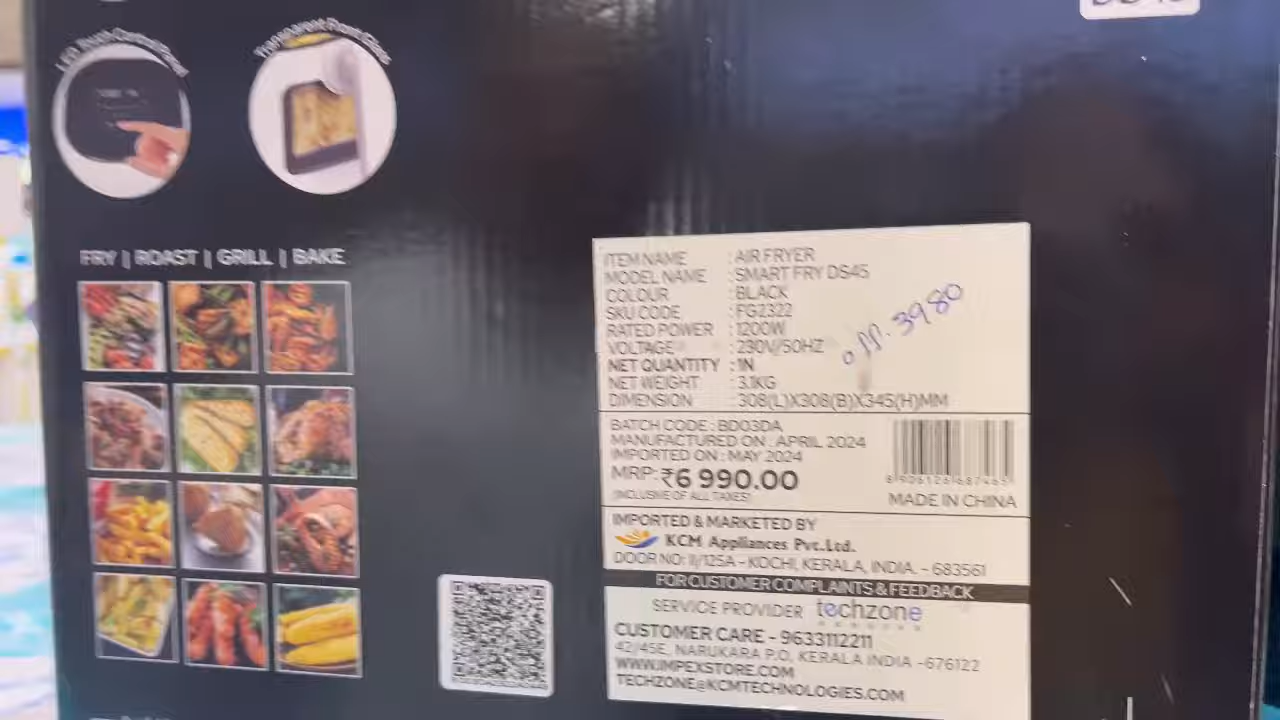 Transparent Front Glass
FRY | ROAST | GRILL | BAKE
ITEM NAME : AIR FRYER
MODEL NAME : SMART FRY DS45
COLOUR : BLACK
SKU CODE : FG2322
RATED POWER : 1200W
VOLTAGE : 230V/50HZ
NET QUANTITY : 1N
NET WEIGHT : 3.1KG
DIMENSION : 308(L)X308(B)X345(H)MM
off. 3980
BATCH CODE : BD03DA
MANUFACTURED ON : APRIL 2024
IMPORTED ON : MAY 2024
MRP: ₹6 990.00
(INCLUSIVE OF ALL TAXES)
MADE IN CHINA
IMPORTED & MARKETED BY
KCM Appliances Pvt.Ltd.
DOOR NO: II/125A - KOCHI, KERALA, INDIA. - 683561
FOR CUSTOMER COMPLAINTS & FEEDBACK
SERVICE PROVIDER techzone
CUSTOMER CARE - 9633112211
42/45E, NARUKARA P.O, KERALA INDIA -676122
WWW.IMPEXSTORE.COM
TECHZONE@KCMTECHNOLOGIES.COM